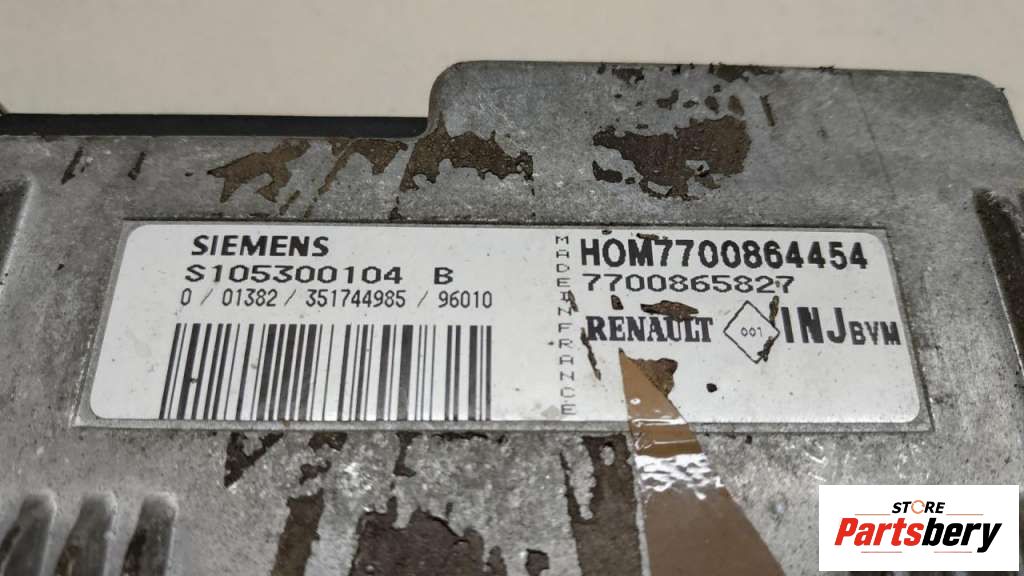 SIEMENS
S105300104 B
0 / 01382 / 351744985 / 96010
MADE IN FRANCE
HOM7700864454
7700865827
RENAULT 001 INJ BVM
STORE
Partsbery